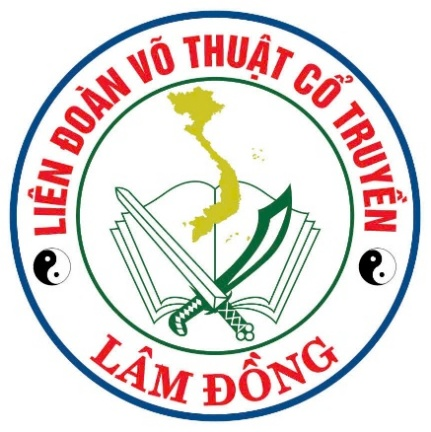 LIÊN ĐOÀN VÕ THUẬT CỔ TRUYỀN
LÂM ĐỒNG